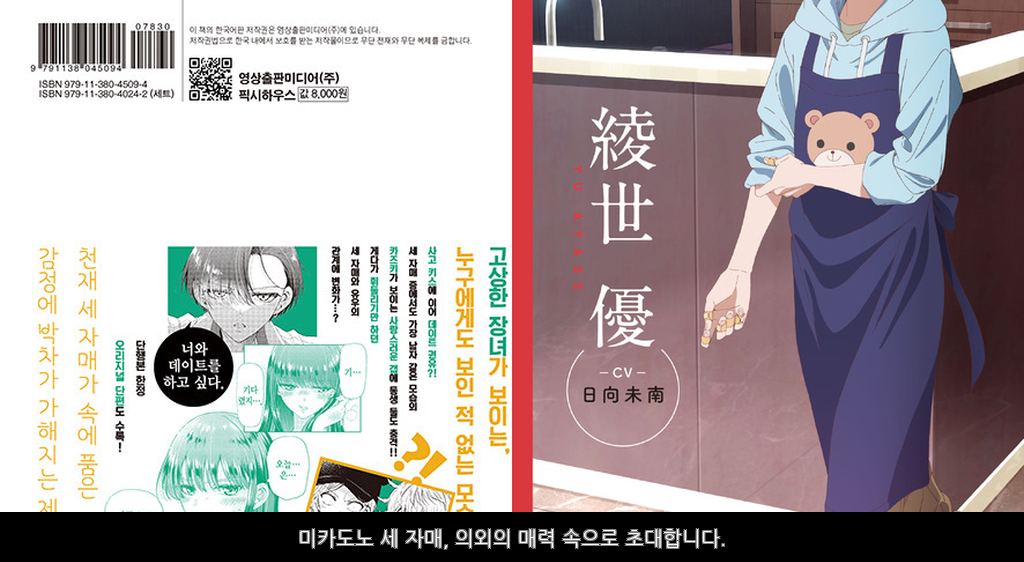 07830
9 791138 045094
ISBN 979-11-380-4509-4
ISBN 979-11-380-4024-2 (세트)
이 책의 한국어판 저작권은 영상출판미디어(주)에 있습니다.
저작권법으로 한국 내에서 보호를 받는 저작물이므로 무단 전재와 무단 복제를 금합니다.
영상출판미디어(주)
픽시하우스 값 8,000원
고상한 장녀가 보이는,
누구에게도 보인 적 없는 모
사고 키스에 이어 데이트 권유?!
세 자매 중에서도 가장 남자 같은 모습의
카즈키가 보이는 사랑스러운 갭에 동생 둘도 충격!!
게다가 휘둘리기만 하던
세 자매와 유우의
관계에 변화가…?
너와
데이트를
하고 싶다.
기…
기다
렸지…
오늘…
은…
?!
단행본 한정
오리지널 단편도 수록!
천재 세 자매가 속에 품은
감정에 박차가 가해지는 제
綾世 優
YU AYASE
CV
日向未南
미카도노 세 자매, 의외의 매력 속으로 초대합니다.